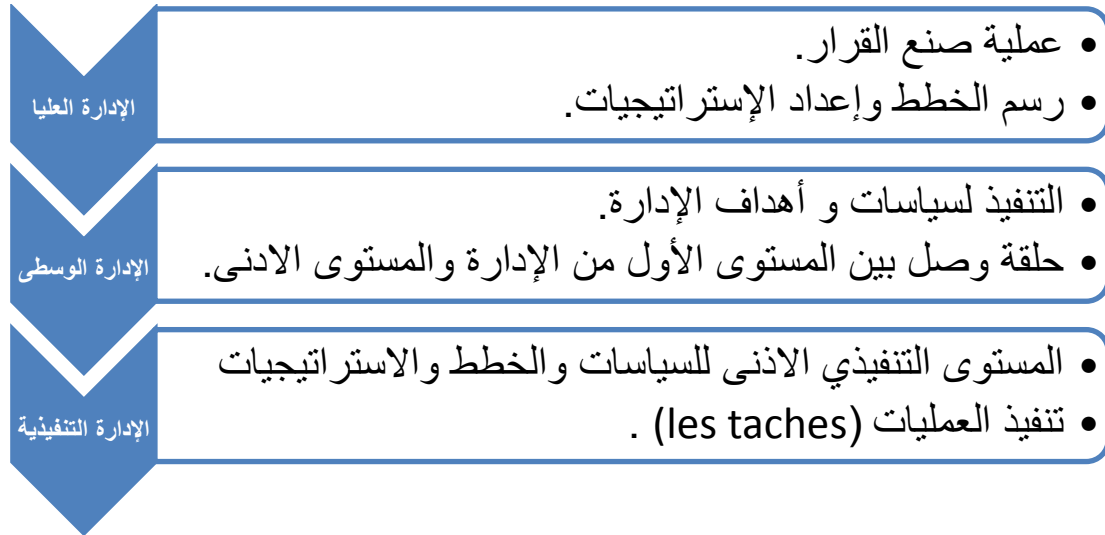 الإدارة العليا
• عملية صنع القرار.
• رسم الخطط وإعداد الإستراتيجيات.
الإدارة الوسطى
• التنفيذ لسياسات و أهداف الإدارة.
• حلقة وصل بين المستوى الأول من الإدارة والمستوى الادنى.
الإدارة التنفيذية
• المستوى التنفيذي الاذنى للسياسات والخطط والاستراتيجيات
• تنفيذ العمليات (les taches) .